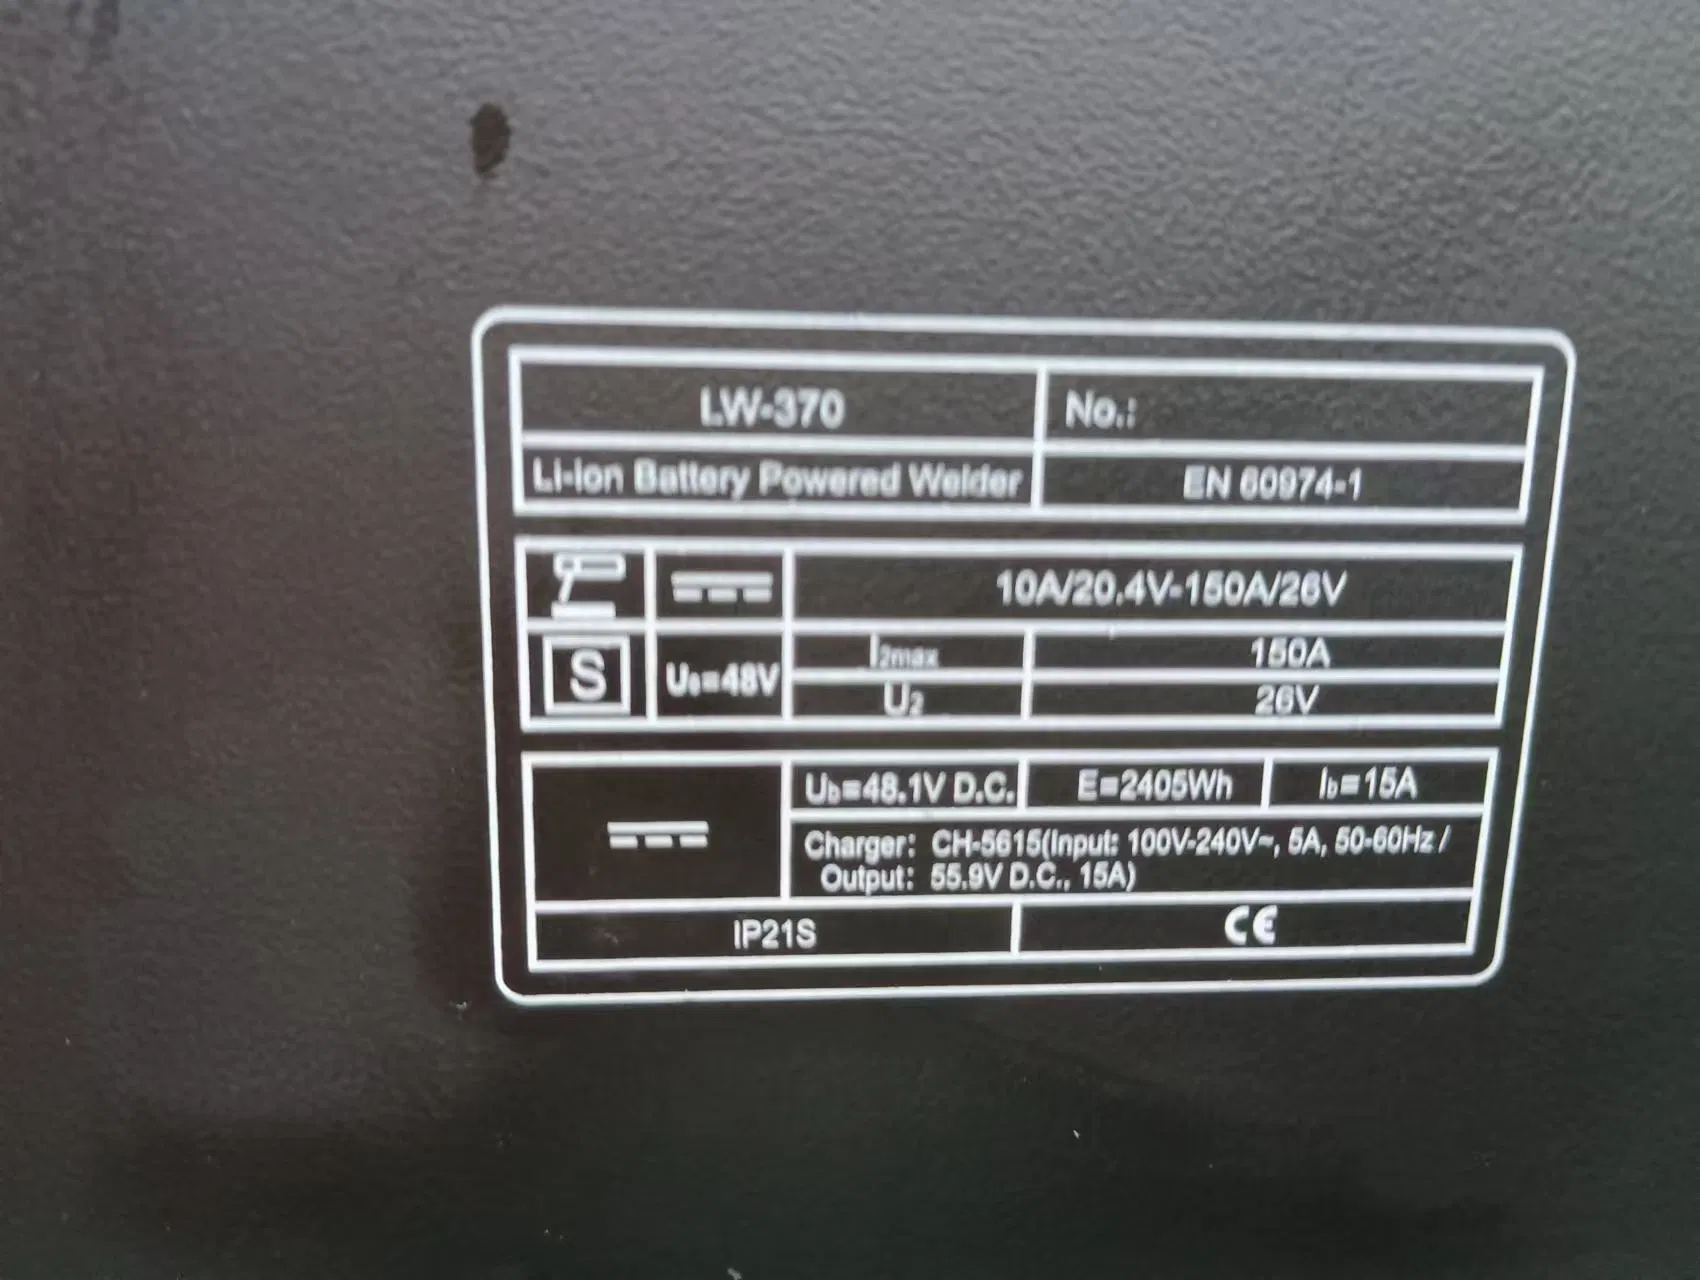 LW-370
No.:
Li-ion Battery Powered Welder
EN 60974-1
10A/20.4V-150A/26V
S
U₀=48V
I2max
150A
U2
26V
Ub=48.1V D.C.
E=2405Wh
Ib=15A
Charger: CH-5615(Input: 100V-240V~, 5A, 50-60Hz /
Output: 55.9V D.C., 15A)
IP21S
CE